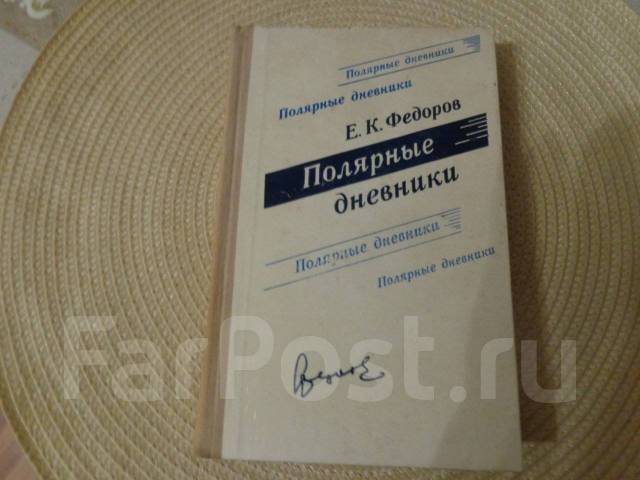 Полярные дневники
Полярные дневники
Е. К. Федоров
Полярные
дневники
Полярные дневники
Полярные дневники
FarPost.ru